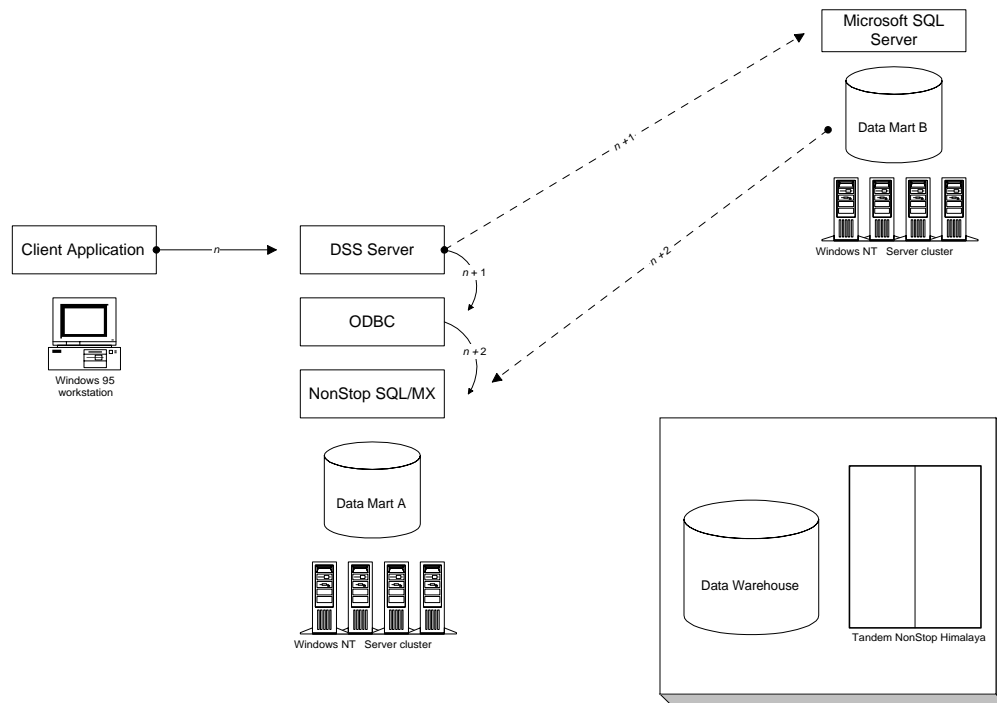 Microsoft SQL
Server
Data Mart B
Windows NT Server cluster
n +1
n +2
Client Application
n
DSS Server
n + 1
ODBC
n + 2
NonStop SQL/MX
Windows 95
workstation
Data Mart A
Windows NT Server cluster
Data Warehouse
Tandem NonStop Himalaya